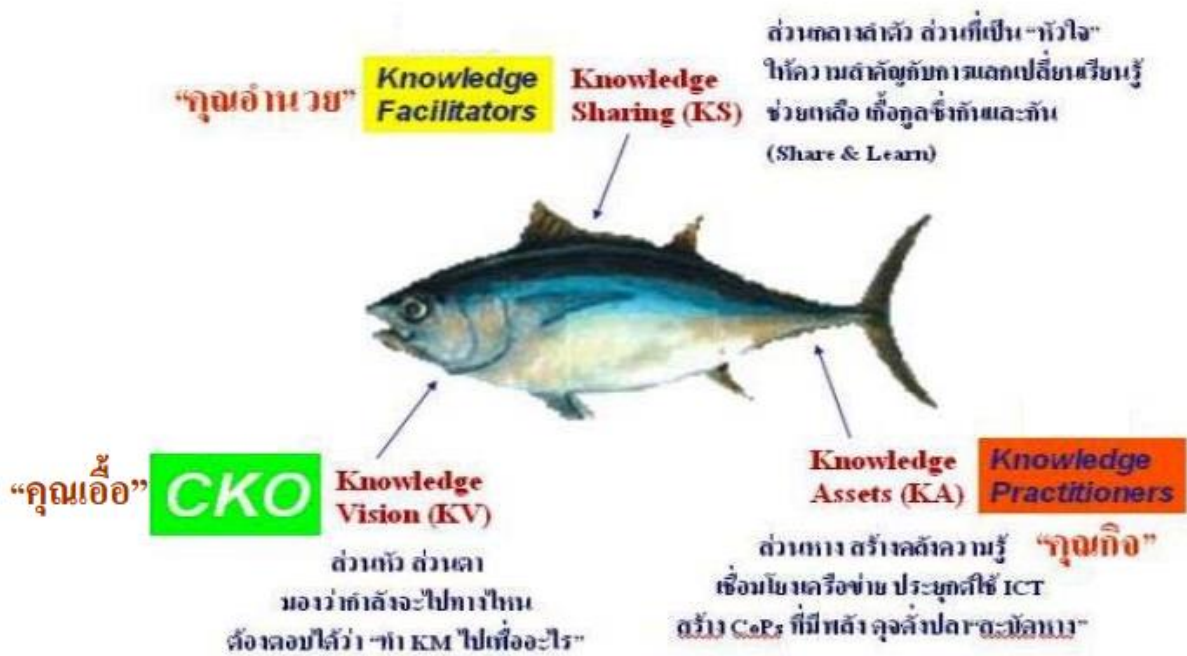 “คุณอำนวย”
Knowledge
Facilitators
Knowledge
Sharing (KS)
ส่วนกลางลำตัว ส่วนที่เป็น “หัวใจ”
ให้ความสำคัญกับการแลกเปลี่ยนเรียนรู้
ช่วยเหลือ เกื้อกูลซึ่งกันและกัน
(Share & Learn)
“คุณเอื้อ”
CKO
Knowledge
Vision (KV)
ส่วนหัว ส่วนตา
มองว่ากำลังจะไปทางไหน
ต้องตอบได้ว่า “ทำ KM ไปเพื่ออะไร”
Knowledge
Assets (KA)
Knowledge
Practitioners
“คุณกิจ”
ส่วนหาง สร้างคลังความรู้
เชื่อมโยงเครือข่าย ประยุกต์ใช้ ICT
สร้าง CoPs ที่มีพลัง ดุจดั่งปลา“สะบัดหาง”